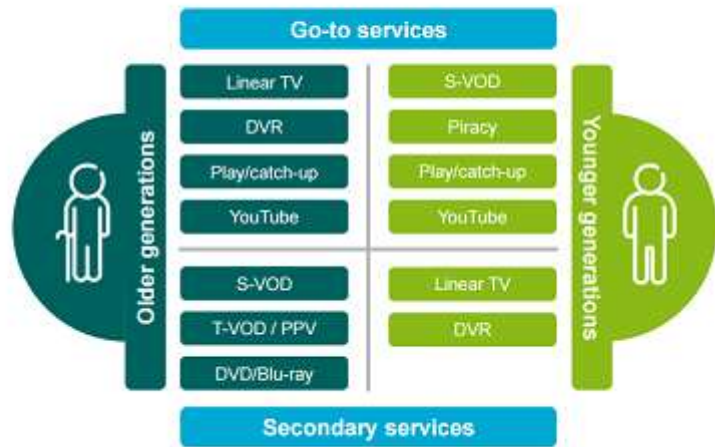 Go-to services
Older generations
Linear TV
DVR
Play/catch-up
YouTube
S-VOD
Piracy
Play/catch-up
YouTube
Younger generations
S-VOD
T-VOD / PPV
DVD/Blu-ray
Linear TV
DVR
Secondary services